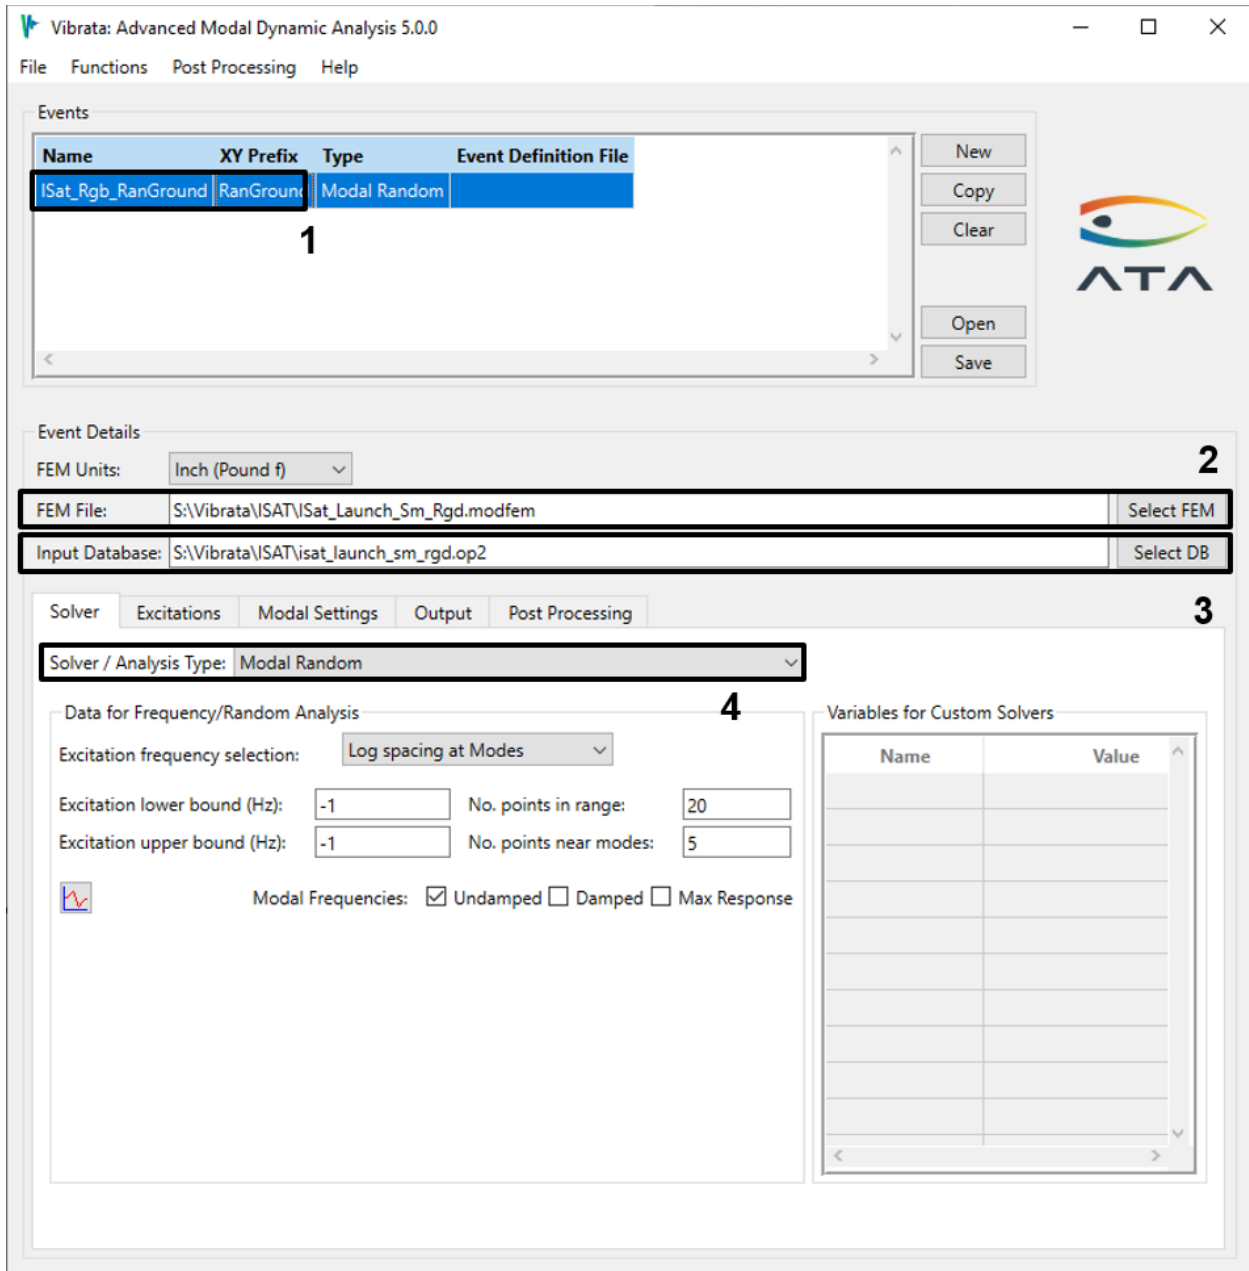 Vibrata: Advanced Modal Dynamic Analysis 5.0.0
File Functions Post Processing Help
Events
Name XY Prefix Type Event Definition File
ISat_Rgb_RanGround RanGround Modal Random
1
New
Copy
Clear
Open
Save
ATA
Event Details
FEM Units: Inch (Pound f)
2
FEM File: S:\Vibrata\ISAT\ISat_Launch_Sm_Rgd.modfem Select FEM
Input Database: S:\Vibrata\ISAT\isat_launch_sm_rgd.op2 Select DB
3
Solver Excitations Modal Settings Output Post Processing
Solver / Analysis Type: Modal Random
4
Data for Frequency/Random Analysis
Excitation frequency selection: Log spacing at Modes
Excitation lower bound (Hz): -1 No. points in range: 20
Excitation upper bound (Hz): -1 No. points near modes: 5
Modal Frequencies: Undamped Damped Max Response
Variables for Custom Solvers
Name Value